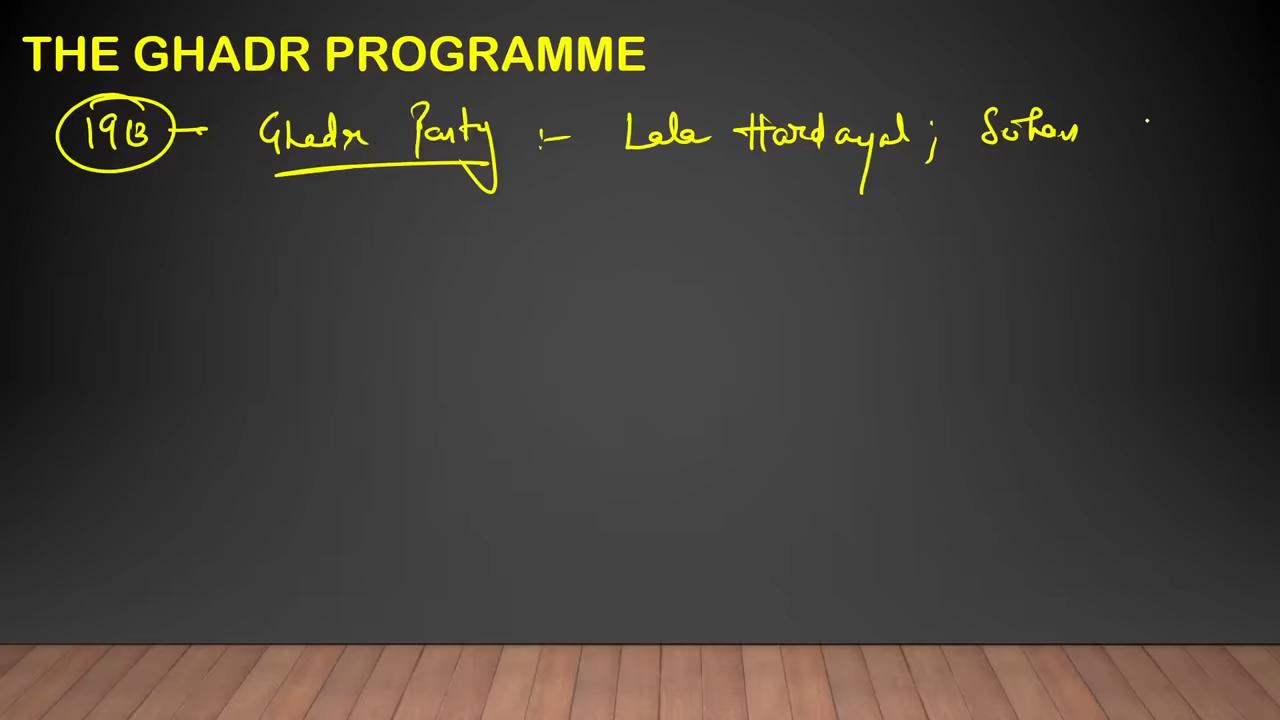 THE GHADR PROGRAMME
1913 - Ghadr Party :- Lala Hardayal; Sohan